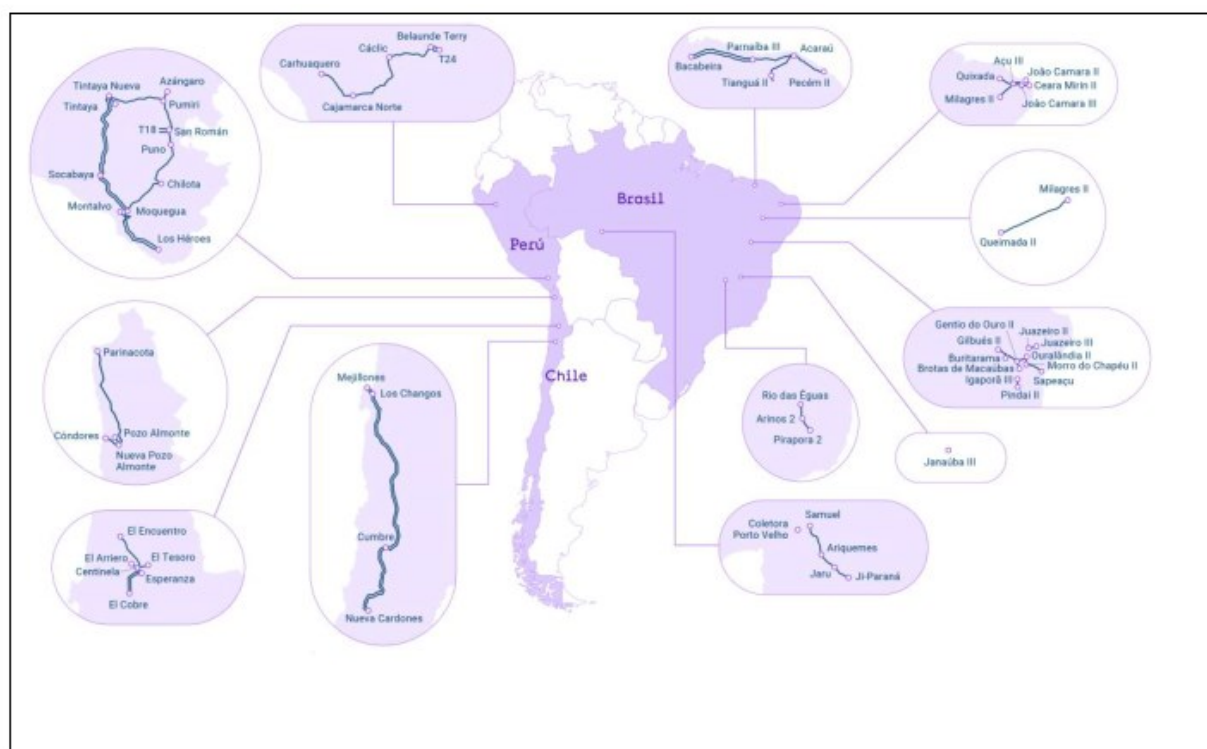 Belaunde Terry
Cáclic
T24
Carhuaquero
Cajamarca Norte
Parnaíba III
Acaraú
Bacabeira
Tianguá II
Pecém II
Açu III
João Camara II
Quixada
Ceara Mirin II
Milagres II
João Camara III
Azángaro
Tintaya Nueva
Tintaya
Pumiri
T18
San Román
Puno
Socabaya
Chilota
Montalvo
Moquegua
Los Héroes
Milagres II
Queimada II
Brasil
Perú
Chile
Parinacota
Cóndores
Pozo Almonte
Nueva Pozo
Almonte
Mejillones
Los Changos
Cumbre
Nueva Cardones
Gentio do Ouro II
Juazeiro II
Gilbués II
Juazeiro III
Buritarama
Ouralândia II
Brotas de Macaúbas
Morro do Chapéu II
Igaporã III
Sapeaçu
Pindai II
Rio das Éguas
Arinos 2
Pirapora 2
Janaúba III
El Encuentro
El Arriero
El Tesoro
Centinela
Esperanza
El Cobre
Samuel
Coletora
Porto Velho
Ariquemes
Jaru
Ji-Paraná